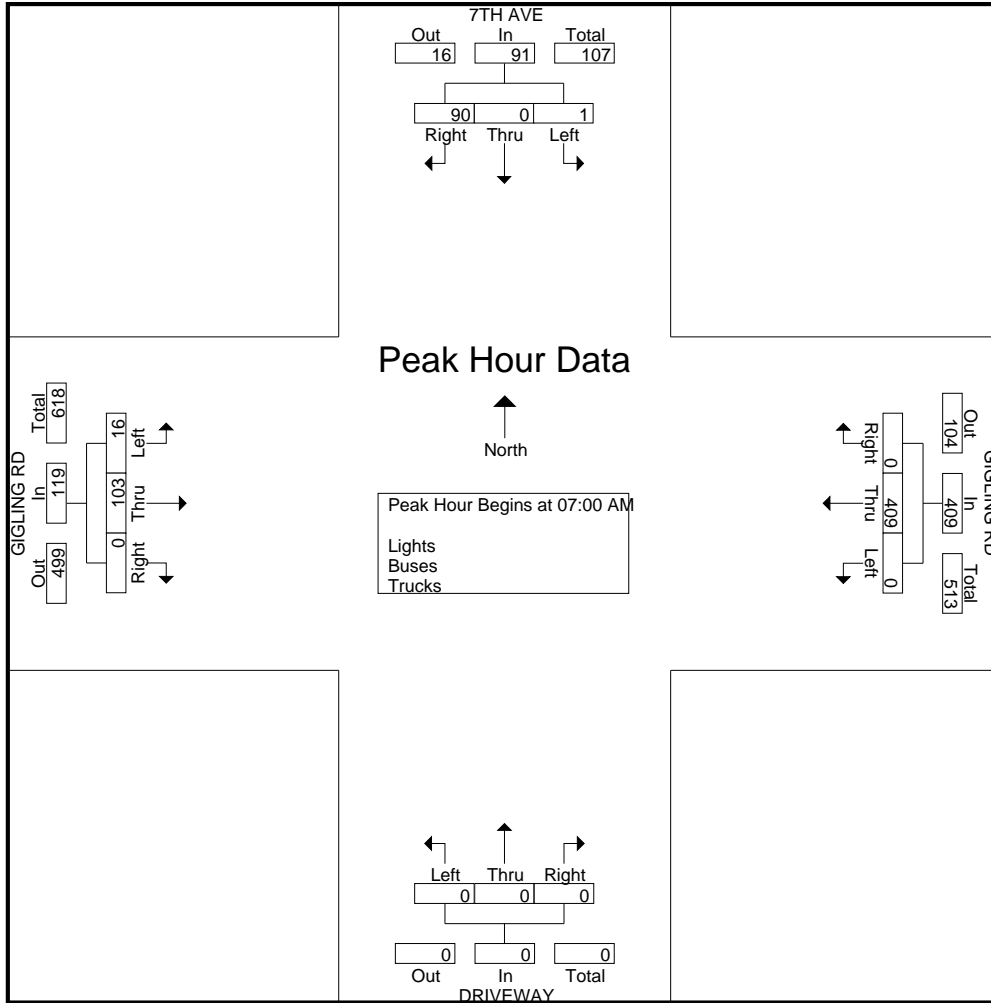 7TH AVE
Out In Total
16 91 107
90 0 1
Right Thru Left
Peak Hour Data
North
Peak Hour Begins at 07:00 AM
Lights
Buses
Trucks
GIGLING RD
Total In Out
618 119 499
16 103 0
Left Thru Right
Right Thru Left
0 409 0
Out In Total
104 409 513
GIGLING RD
Left Thru Right
0 0 0
0 0 0
Out In Total
DRIVEWAY